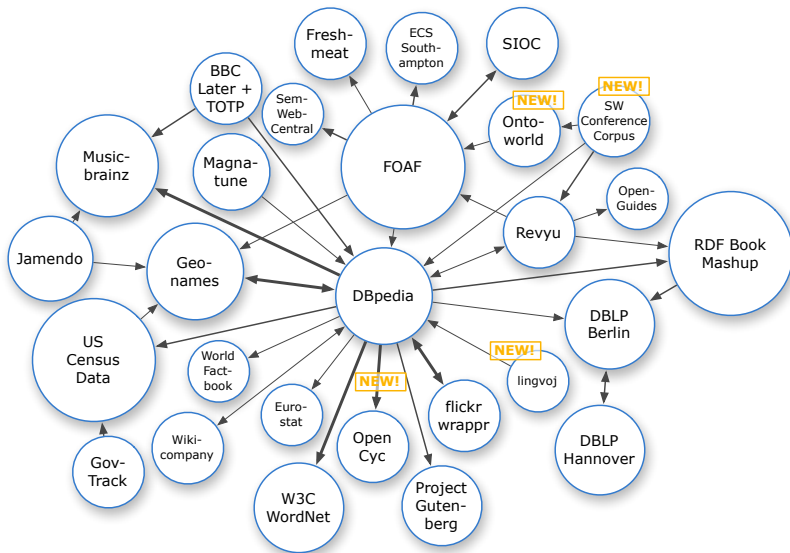 Fresh-
meat
ECS
South-
ampton
SIOC
BBC
Later +
TOTP
Sem-
Web-
Central
NEW!
Onto-
world
NEW!
SW
Conference
Corpus
Music-
brainz
Magna-
tune
FOAF
Open-
Guides
Revyu
RDF Book
Mashup
Jamendo
Geo-
names
DBpedia
DBLP
Berlin
US
Census
Data
World
Fact-
book
NEW!
lingvoj
NEW!
Open
Cyc
Euro-
stat
flickr
wrappr
Wiki-
company
Gov-
Track
W3C
WordNet
Project
Guten-
berg
DBLP
Hannover